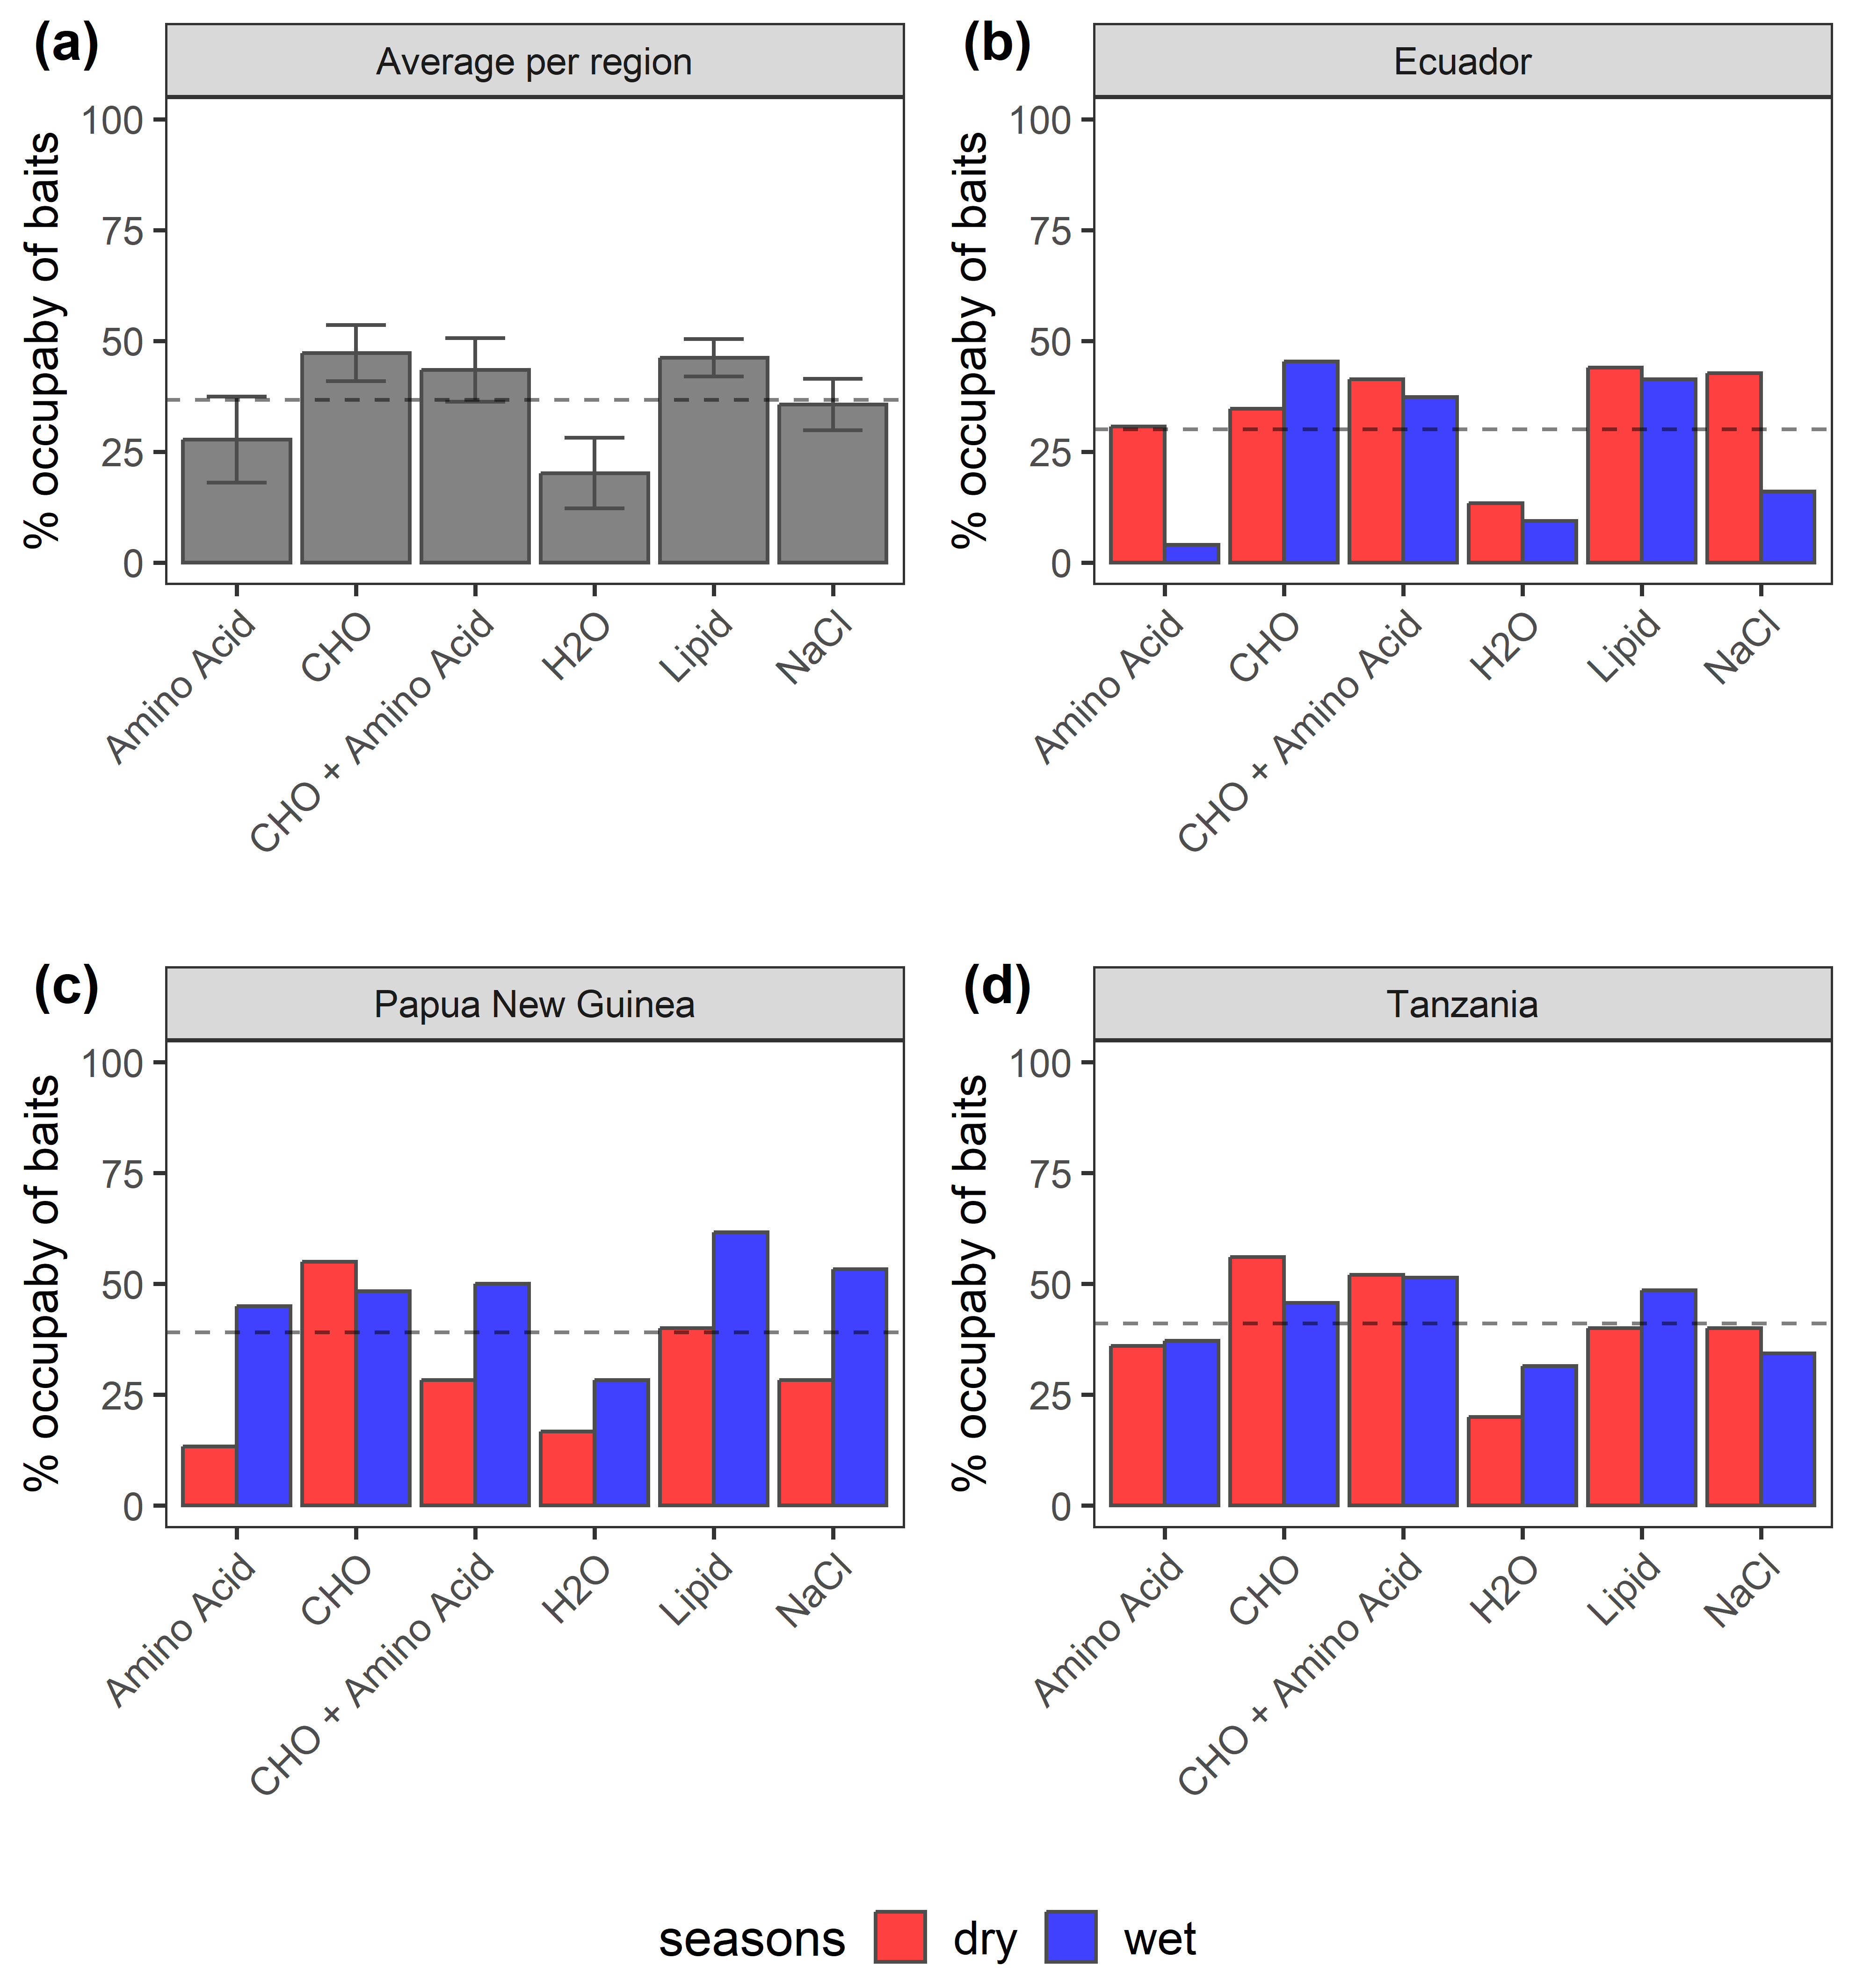 (a)
Average per region
% occupaby of baits
100
75
50
25
0
Amino Acid
CHO
CHO + Amino Acid
H2O
Lipid
NaCl
(b)
Ecuador
% occupaby of baits
100
75
50
25
0
Amino Acid
CHO
CHO + Amino Acid
H2O
Lipid
NaCl
(c)
Papua New Guinea
% occupaby of baits
100
75
50
25
0
Amino Acid
CHO
CHO + Amino Acid
H2O
Lipid
NaCl
(d)
Tanzania
% occupaby of baits
100
75
50
25
0
Amino Acid
CHO
CHO + Amino Acid
H2O
Lipid
NaCl
seasons dry wet